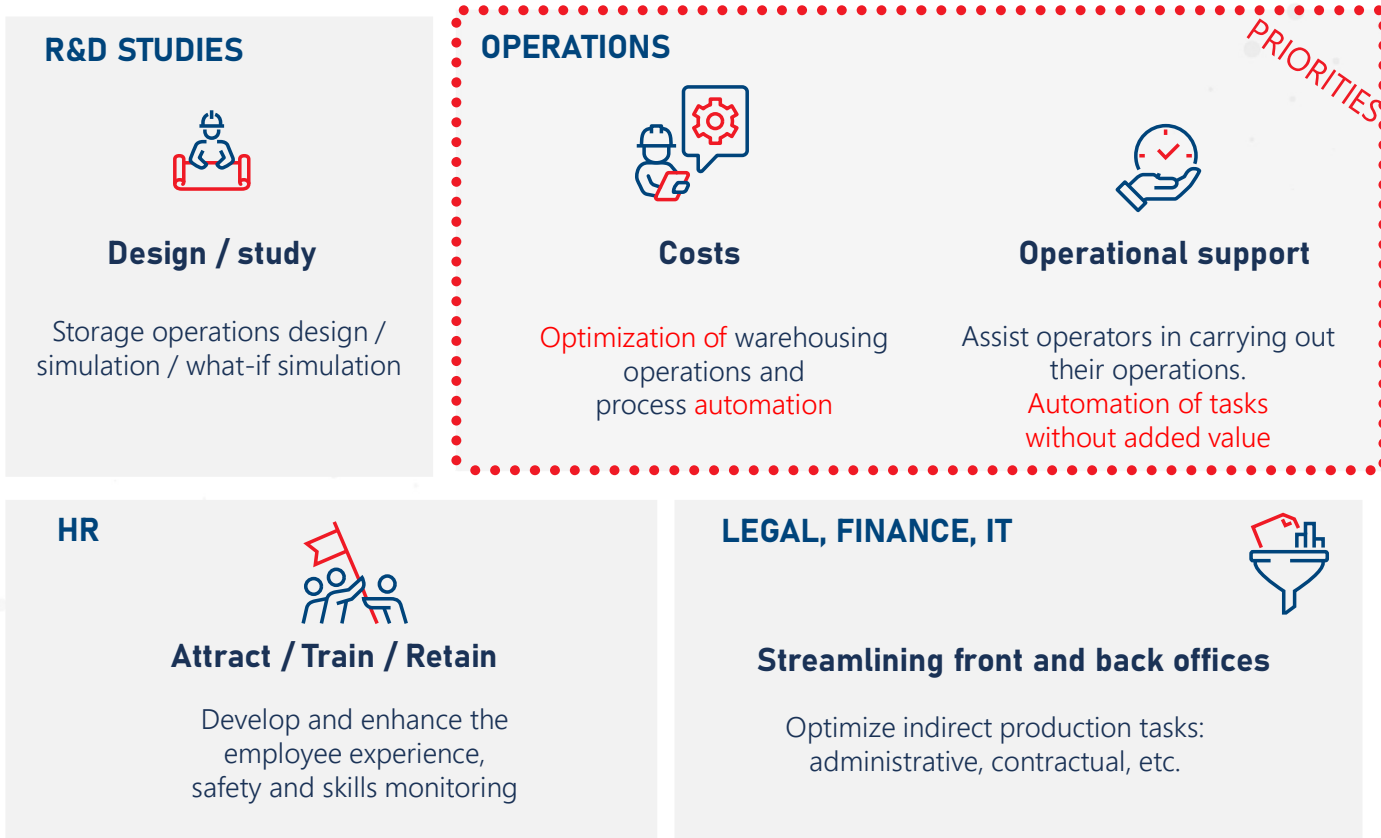 R&D STUDIES
Design / study
Storage operations design /
simulation / what-if simulation
OPERATIONS
PRIORITIES
Costs
Optimization of warehousing
operations and
process automation
Operational support
Assist operators in carrying out
their operations.
Automation of tasks
without added value
HR
Attract / Train / Retain
Develop and enhance the
employee experience,
safety and skills monitoring
LEGAL, FINANCE, IT
Streamlining front and back offices
Optimize indirect production tasks:
administrative, contractual, etc.